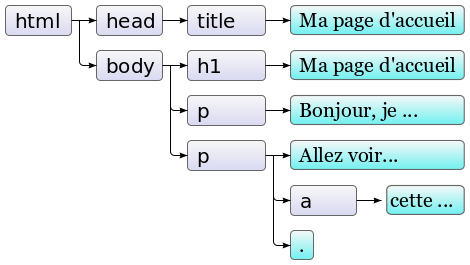 html head title Ma page d'accueil
body h1 Ma page d'accueil
p Bonjour, je ...
p Allez voir...
a cette ...
.